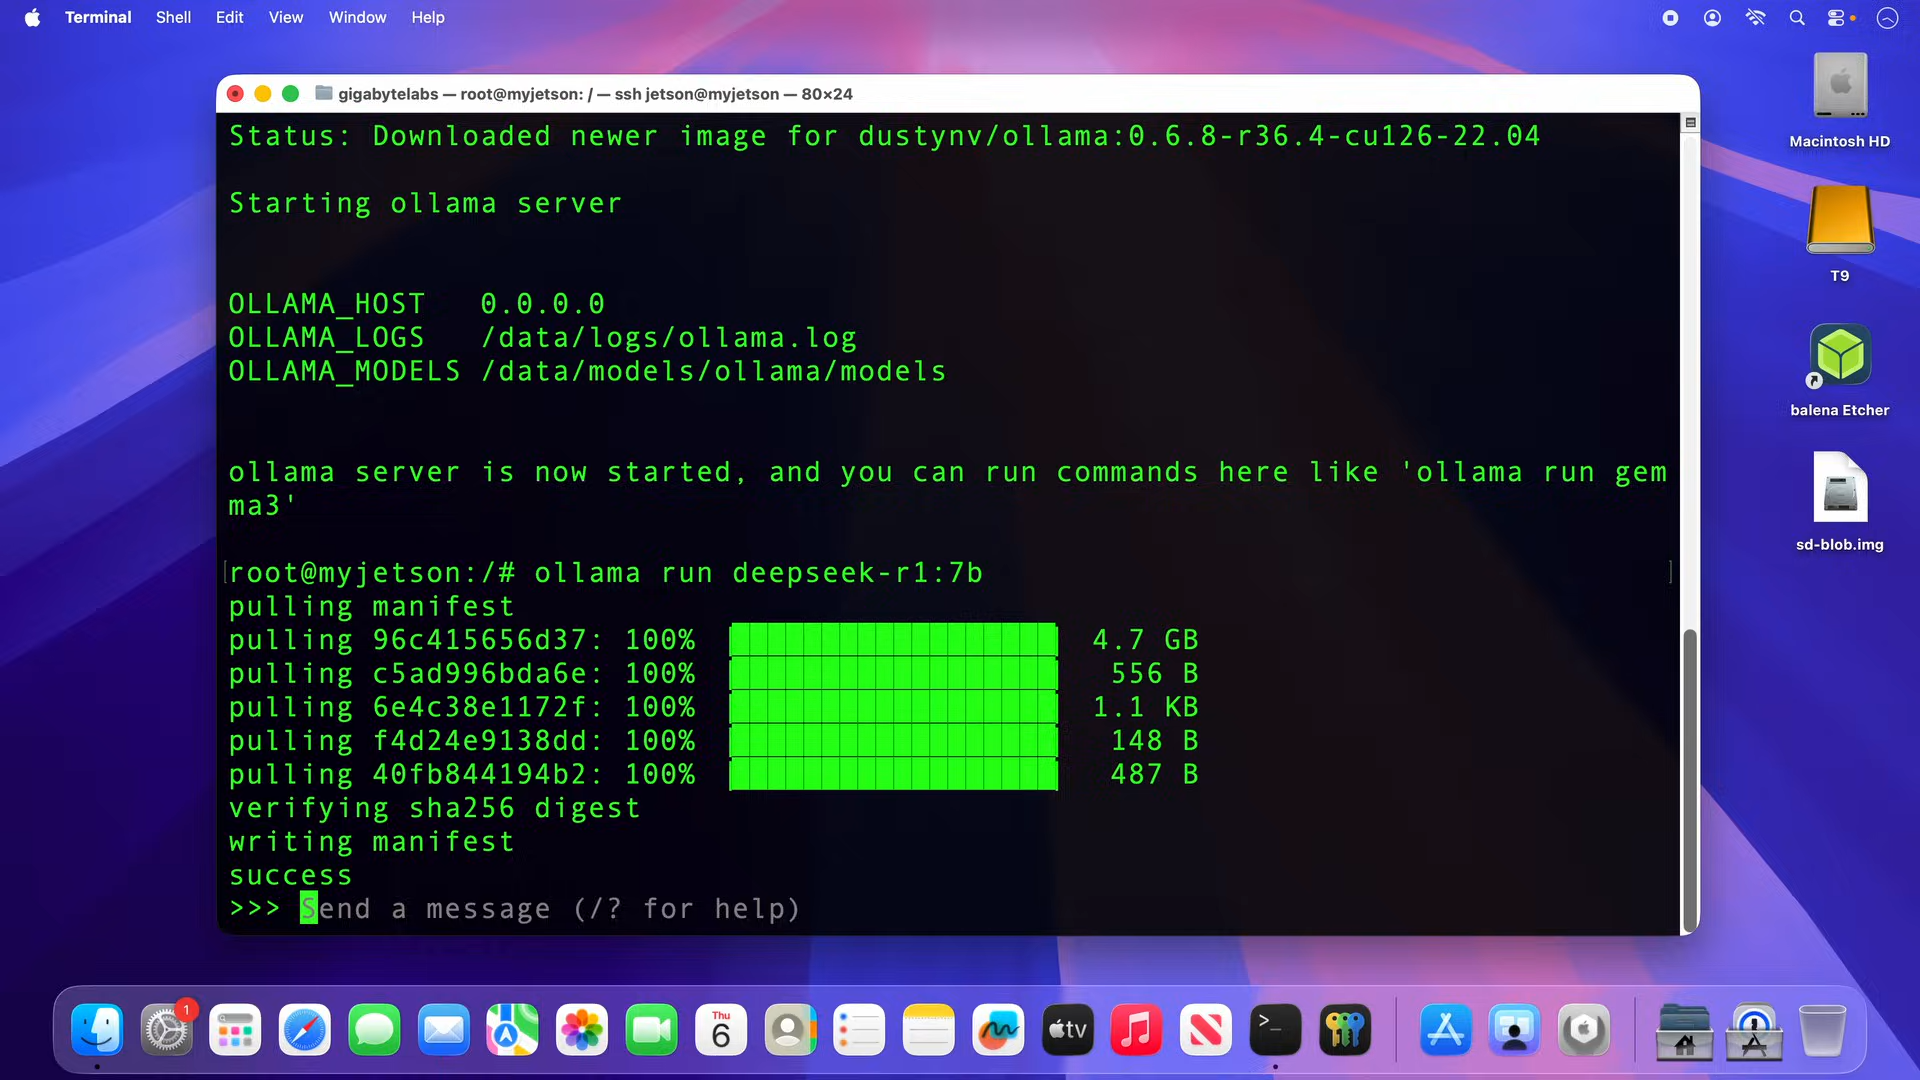 Terminal Shell Edit View Window Help
gigabytelabs — root@myjetson: / — ssh jetson@myjetson — 80×24
Status: Downloaded newer image for dustynv/ollama:0.6.8-r36.4-cu126-22.04
Starting ollama server
OLLAMA_HOST 0.0.0.0
OLLAMA_LOGS /data/logs/ollama.log
OLLAMA_MODELS /data/models/ollama/models
ollama server is now started, and you can run commands here like 'ollama run gem
ma3'
[root@myjetson:/# ollama run deepseek-r1:7b ]
pulling manifest
pulling 96c415656d37: 100% 4.7 GB
pulling c5ad996bda6e: 100% 556 B
pulling 6e4c38e1172f: 100% 1.1 KB
pulling f4d24e9138dd: 100% 148 B
pulling 40fb844194b2: 100% 487 B
verifying sha256 digest
writing manifest
success
>>> Send a message (/? for help)
Macintosh HD
T9
balena Etcher
sd-blob.img
1
Thu
6
tv
>_